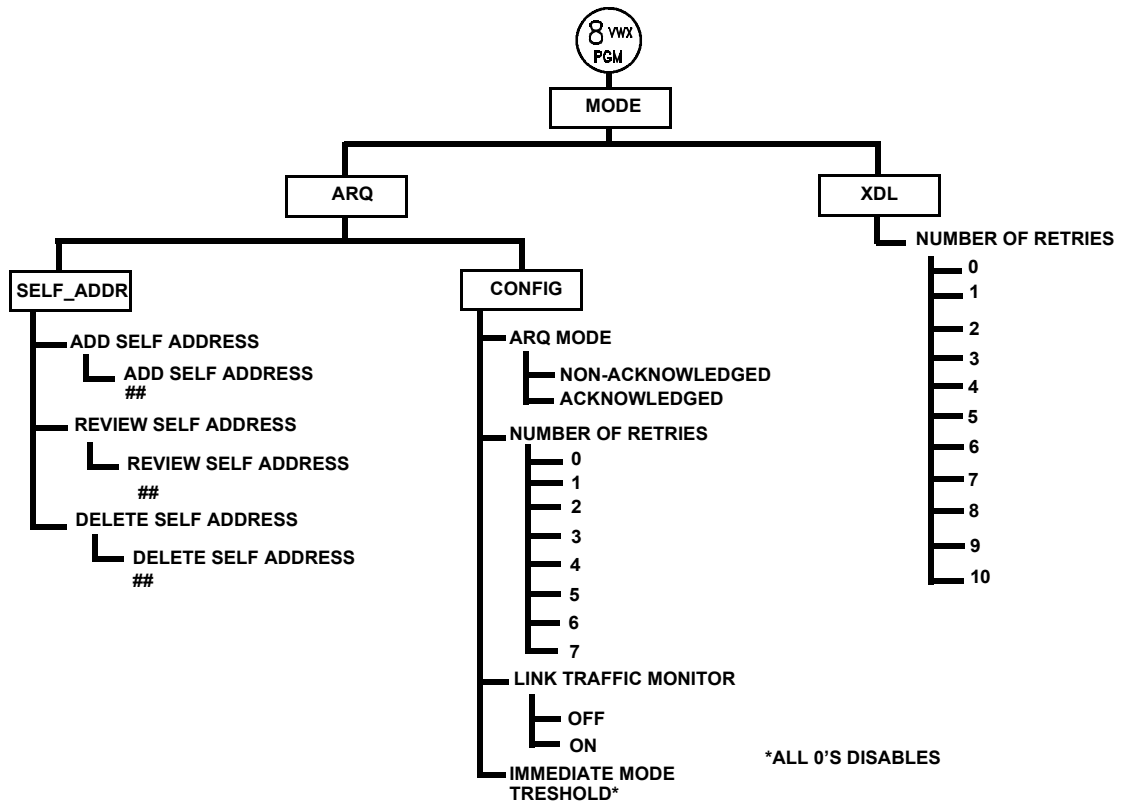 8 VWX
PGM
MODE
ARQ
XDL
SELF_ADDR
ADD SELF ADDRESS
ADD SELF ADDRESS
##
REVIEW SELF ADDRESS
REVIEW SELF ADDRESS
##
DELETE SELF ADDRESS
DELETE SELF ADDRESS
##
CONFIG
ARQ MODE
NON-ACKNOWLEDGED
ACKNOWLEDGED
NUMBER OF RETRIES
0
1
2
3
4
5
6
7
LINK TRAFFIC MONITOR
OFF
ON
IMMEDIATE MODE
TRESHOLD*
NUMBER OF RETRIES
0
1
2
3
4
5
6
7
8
9
10
*ALL 0'S DISABLES